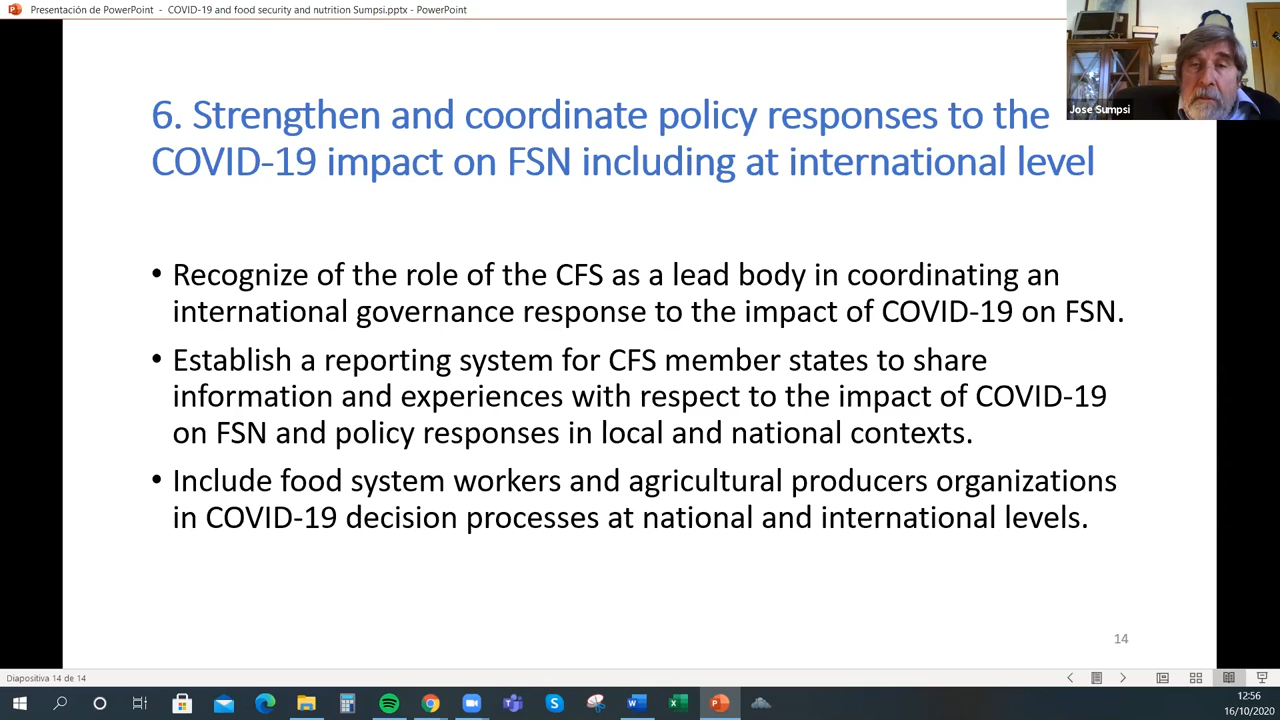 Presentación de PowerPoint - COVID-19 and food security and nutrition Sumpsi.pptx - PowerPoint
Jose Sumpsi
6. Strengthen and coordinate policy responses to the
COVID-19 impact on FSN including at international level
• Recognize of the role of the CFS as a lead body in coordinating an
international governance response to the impact of COVID-19 on FSN.
• Establish a reporting system for CFS member states to share
information and experiences with respect to the impact of COVID-19
on FSN and policy responses in local and national contexts.
• Include food system workers and agricultural producers organizations
in COVID-19 decision processes at national and international levels.
14
Diapositiva 14 de 14
12:56
16/10/2020